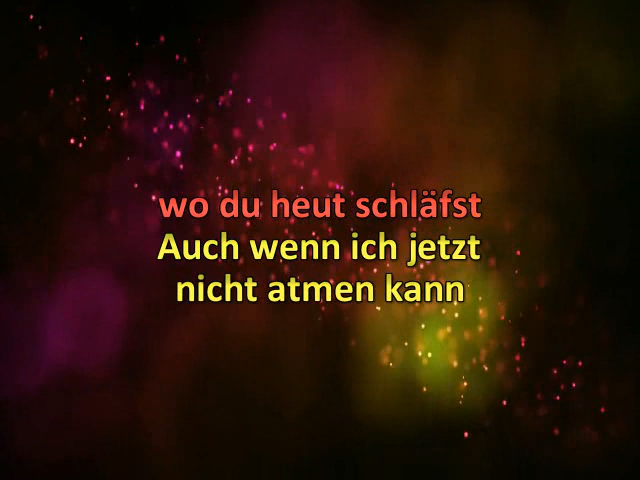 wo du heut schläfst
Auch wenn ich jetzt
nicht atmen kann